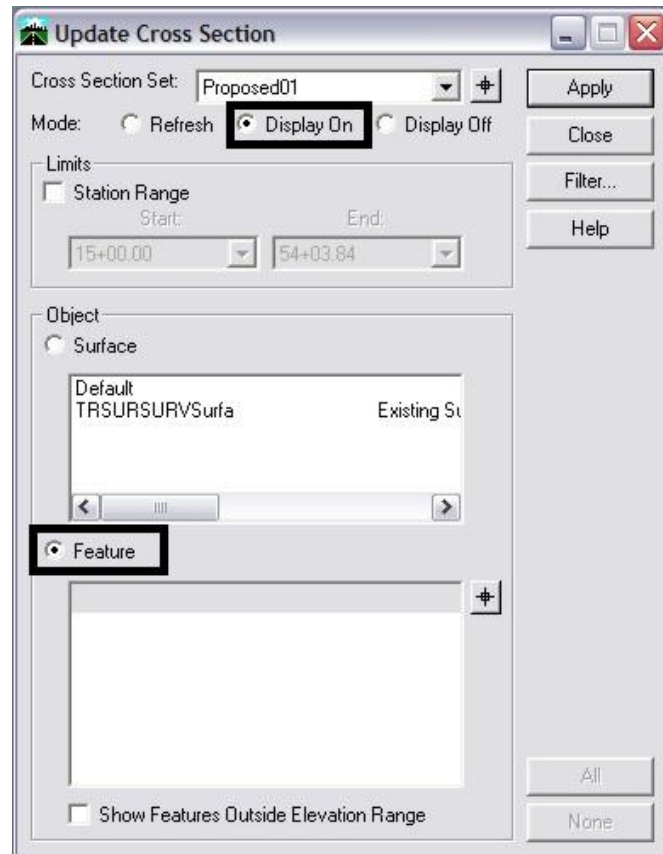 Update Cross Section
Cross Section Set: Proposed01
Apply
Mode: Refresh Display On Display Off
Close
Limits
Filter...
Station Range
Help
Start: End:
15+00.00 54+03.84
Object
Surface
Default
TRSURSURVSurfa Existing Su
Feature
Show Features Outside Elevation Range
All
None